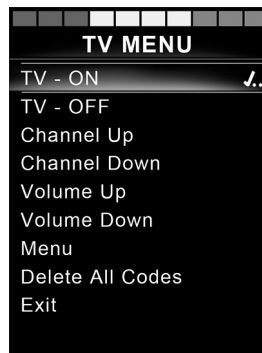 TV MENU
TV - ON
TV - OFF
Channel Up
Channel Down
Volume Up
Volume Down
Menu
Delete All Codes
Exit